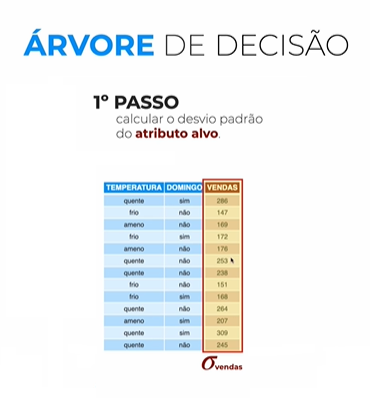 ÁRVORE DE DECISÃO
1º PASSO
calcular o desvio padrão
do atributo alvo.
TEMPERATURA DOMINGO VENDAS
quente sim 286
frio não 147
ameno não 169
frio sim 172
ameno não 176
quente não 253
quente não 238
frio não 151
frio sim 168
quente não 264
ameno sim 207
quente sim 309
quente não 245
σvendas